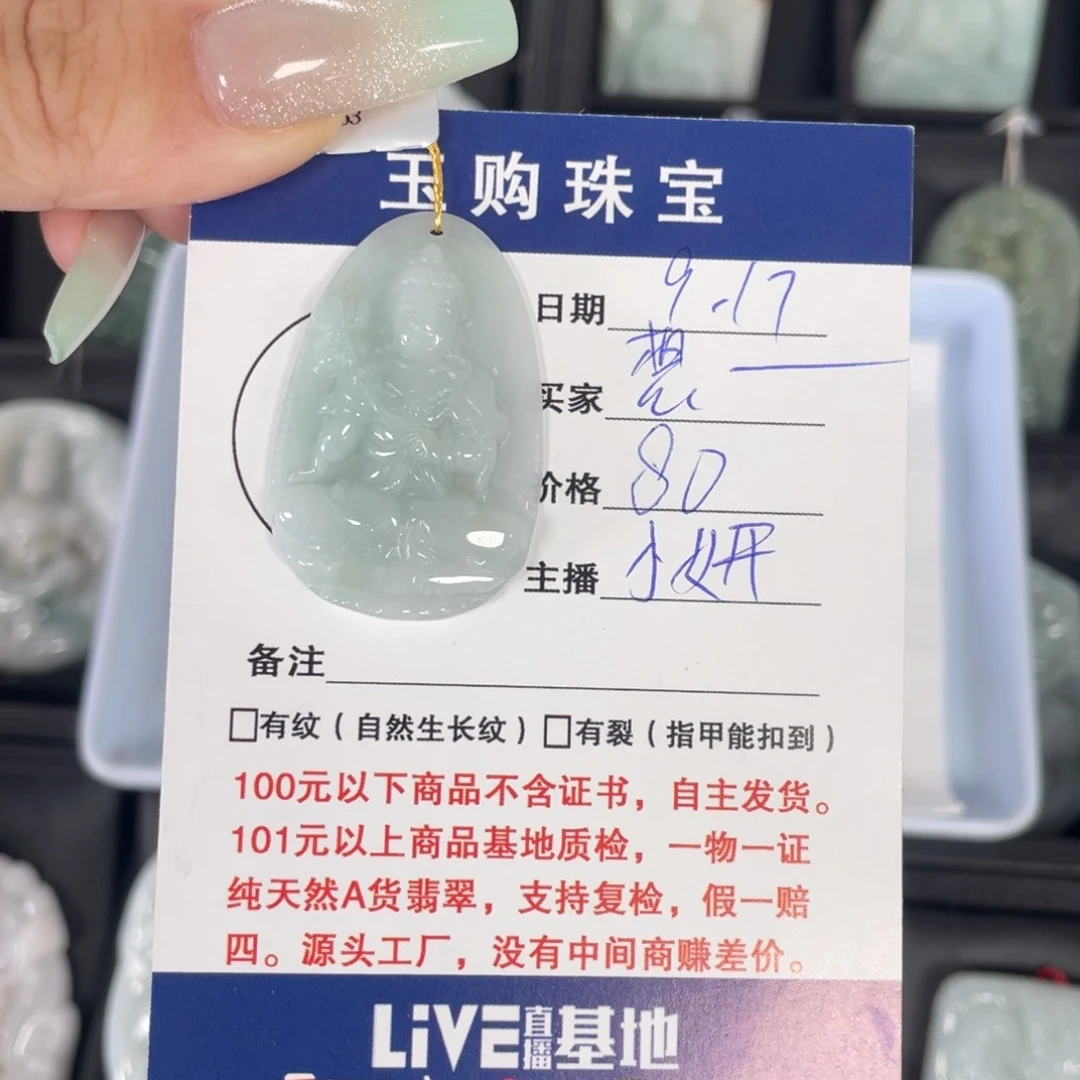 53
玉购珠宝
日期 9.17
买家 想一
价格 80
主播 小妍
备注
有纹（自然生长纹）有裂（指甲能扣到）
100元以下商品不含证书，自主发货。
101元以上商品基地质检，一物一证
纯天然A货翡翠，支持复检，假一赔
四。源头工厂，没有中间商赚差价。
LiVE直播基地